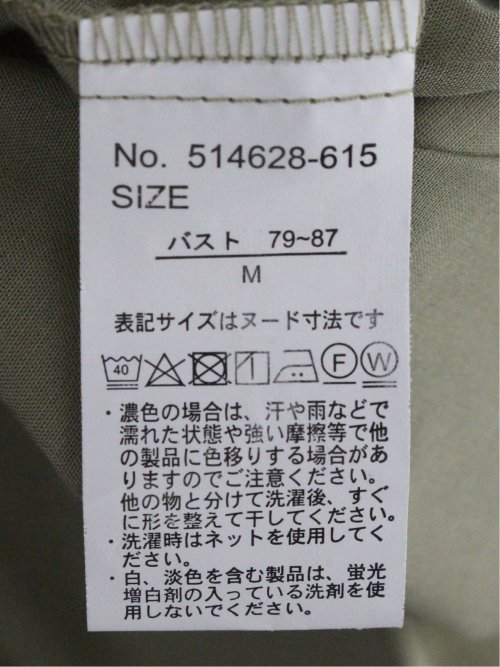 No. 514628-615
SIZE
バスト 79~87
M
表記サイズはヌード寸法です
40 F W
・濃色の場合は、汗や雨などで
濡れた状態や強い摩擦等で他
の製品に色移りする場合があ
りますのでご注意ください。
他の物と分けて洗濯後、すぐ
に形を整えて干してください。
・洗濯時はネットを使用してく
ださい。
・白、淡色を含む製品は、蛍光
増白剤の入っている洗剤を使
用しないでください。